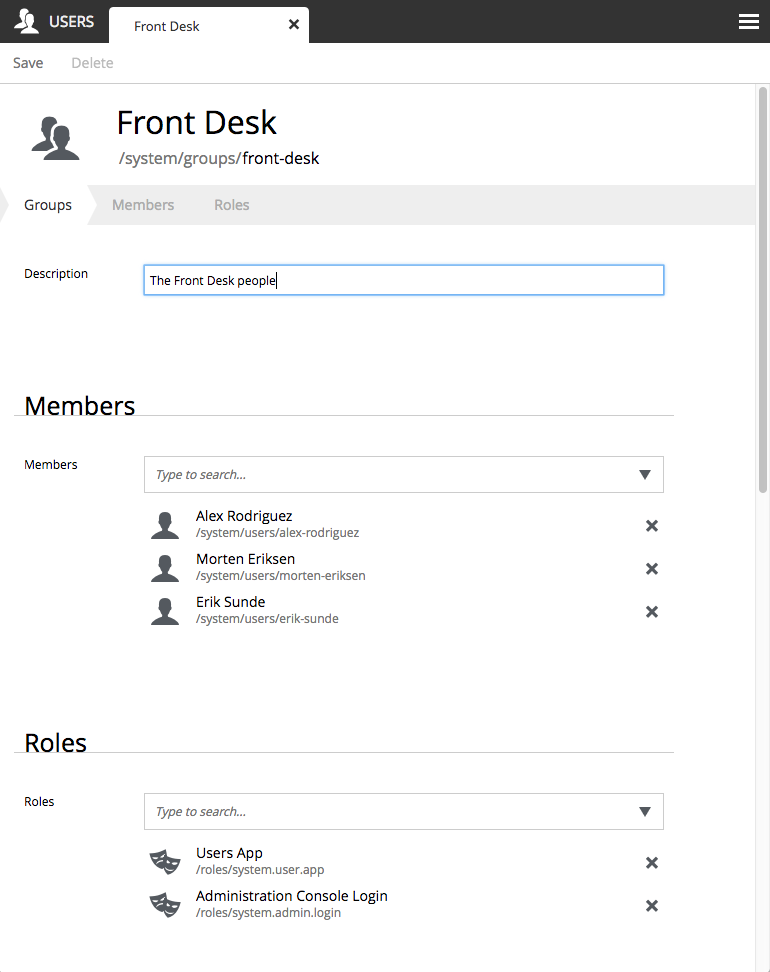 USERS
Front Desk
Save
Delete
Front Desk
/system/groups/front-desk
Groups
Members
Roles
Description
The Front Desk people
Members
Members
Type to search...
Alex Rodriguez
/system/users/alex-rodriguez
Morten Eriksen
/system/users/morten-eriksen
Erik Sunde
/system/users/erik-sunde
Roles
Roles
Type to search...
Users App
/roles/system.user.app
Administration Console Login
/roles/system.admin.login